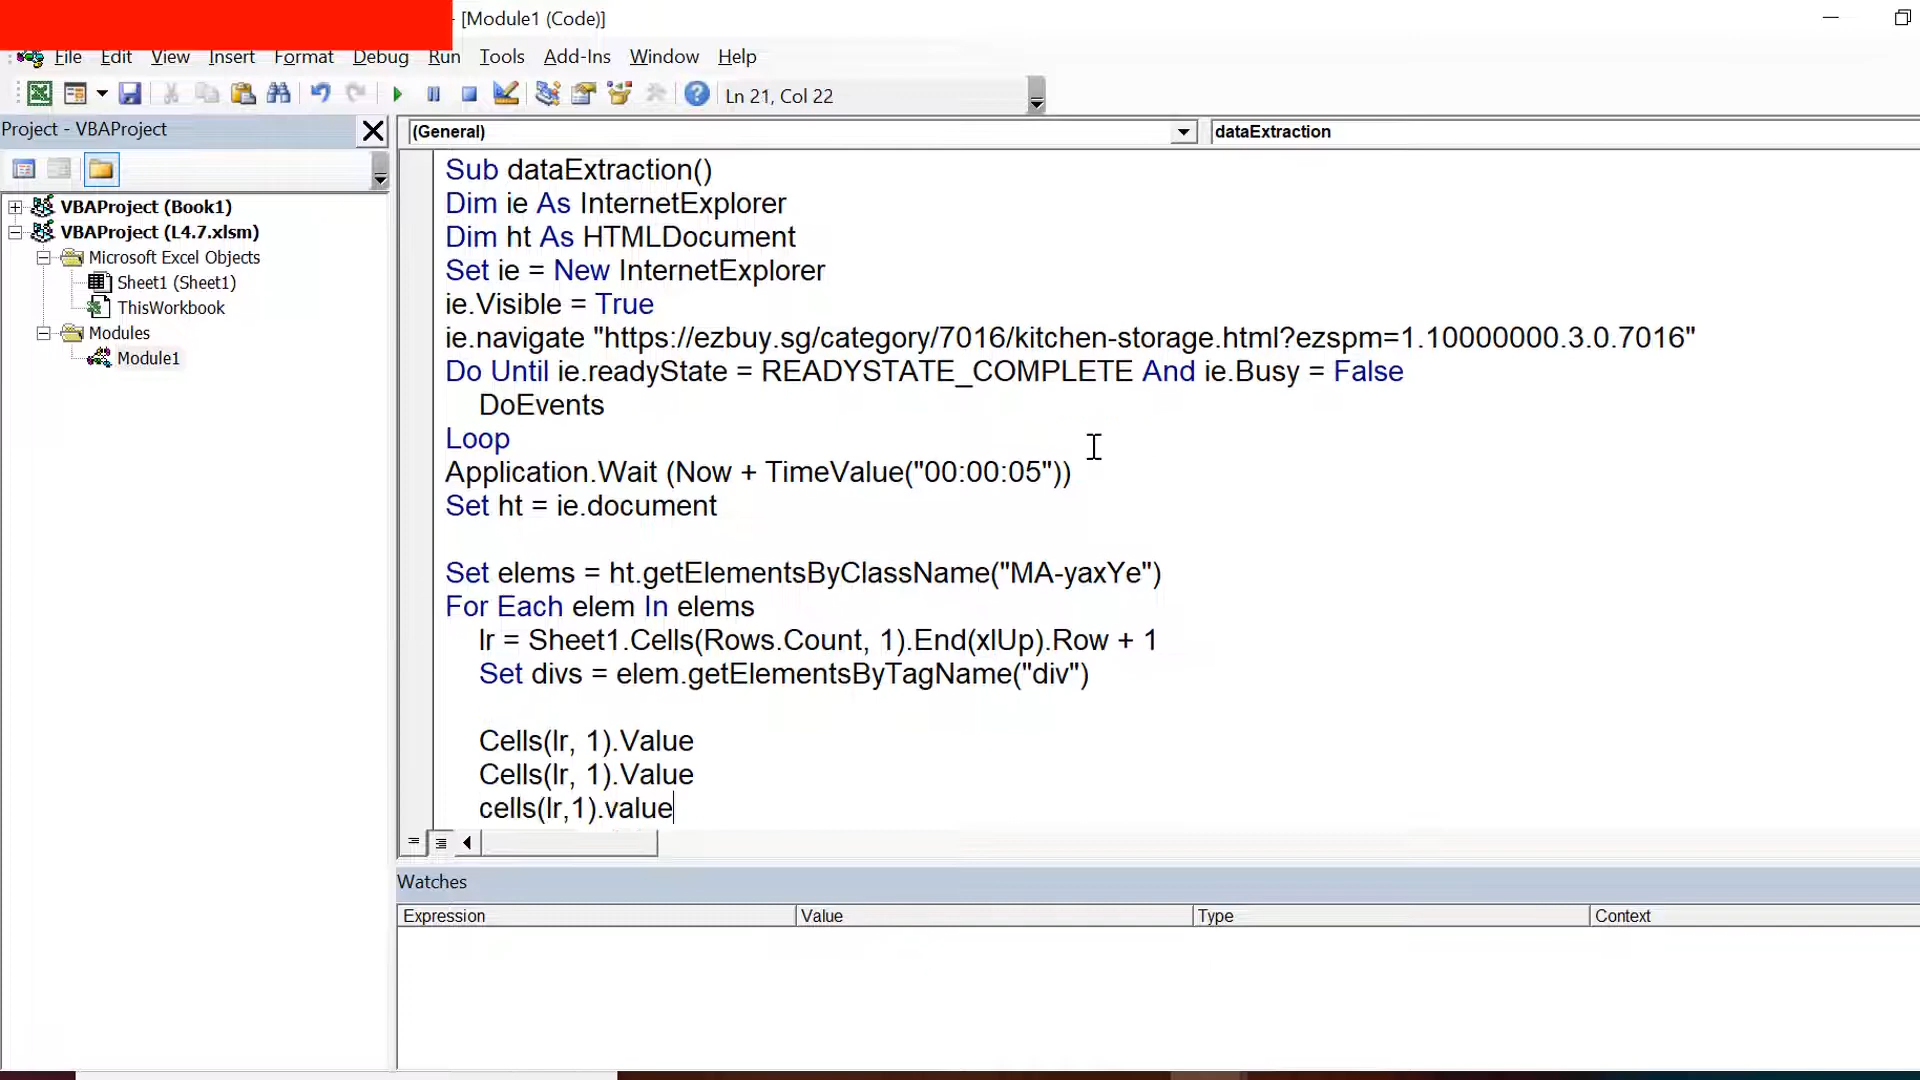 - [Module1 (Code)]
File Edit View Insert Format Debug Run Tools Add-Ins Window Help
Ln 21, Col 22
Project - VBAProject
(General)
dataExtraction
VBAProject (Book1)
VBAProject (L4.7.xlsm)
Microsoft Excel Objects
Sheet1 (Sheet1)
ThisWorkbook
Modules
Module1
Sub dataExtraction()
Dim ie As InternetExplorer
Dim ht As HTMLDocument
Set ie = New InternetExplorer
ie.Visible = True
ie.navigate "https://ezbuy.sg/category/7016/kitchen-storage.html?ezspm=1.10000000.3.0.7016"
Do Until ie.readyState = READYSTATE_COMPLETE And ie.Busy = False
DoEvents
Loop
Application.Wait (Now + TimeValue("00:00:05"))
Set ht = ie.document
Set elems = ht.getElementsByClassName("MA-yaxYe")
For Each elem In elems
lr = Sheet1.Cells(Rows.Count, 1).End(xlUp).Row + 1
Set divs = elem.getElementsByTagName("div")
Cells(lr, 1).Value
Cells(lr, 1).Value
cells(lr,1).value
Watches
Expression Value Type Context